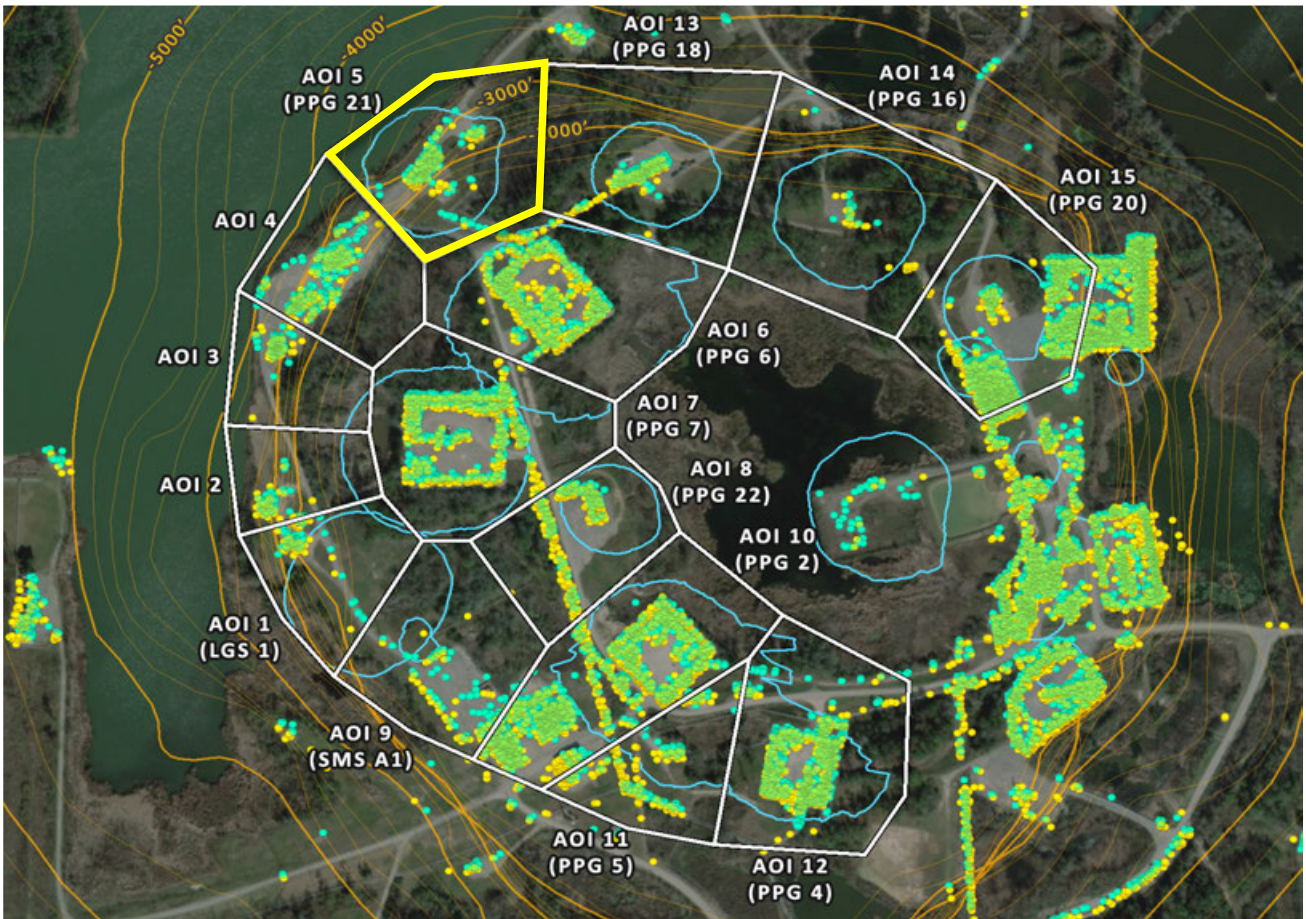 -5000'
-4000'
AOI 13
(PPG 18)
AOI 5
(PPG 21)
AOI 14
(PPG 16)
-3000'
000'
AOI 15
(PPG 20)
AOI 4
AOI 3
AOI 6
(PPG 6)
AOI 7
(PPG 7)
AOI 8
(PPG 22)
AOI 2
AOI 10
(PPG 2)
AOI 1
(LGS 1)
AOI 9
(SMS A1)
AOI 11
(PPG 5)
AOI 12
(PPG 4)